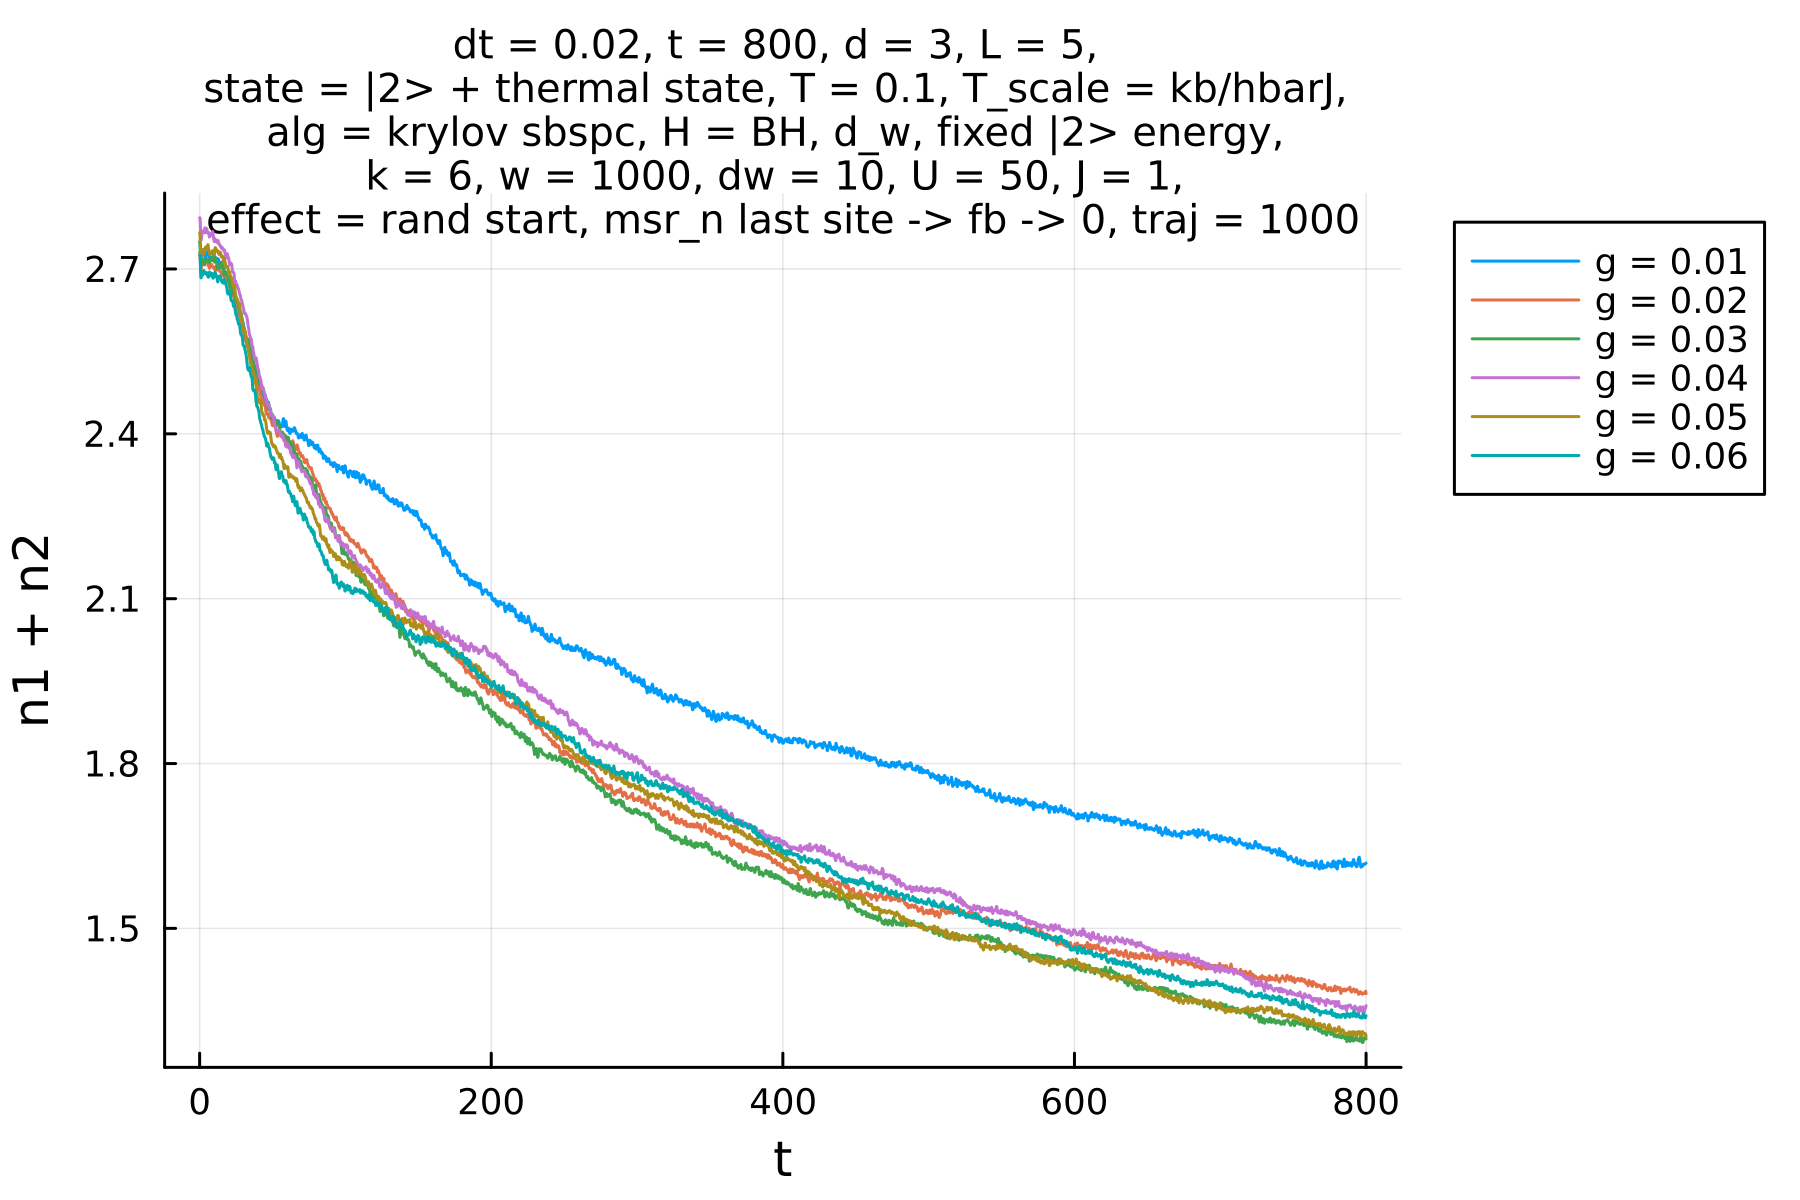 dt = 0.02, t = 800, d = 3, L = 5,
state = |2> + thermal state, T = 0.1, T_scale = kb/hbarJ,
alg = krylov sbspc, H = BH, d_w, fixed |2> energy,
k = 6, w = 1000, dw = 10, U = 50, J = 1,
effect = rand start, msr_n last site -> fb -> 0, traj = 1000
n1 + n2
2.7
2.4
2.1
1.8
1.5
0 200 400 600 800
t
g = 0.01
g = 0.02
g = 0.03
g = 0.04
g = 0.05
g = 0.06